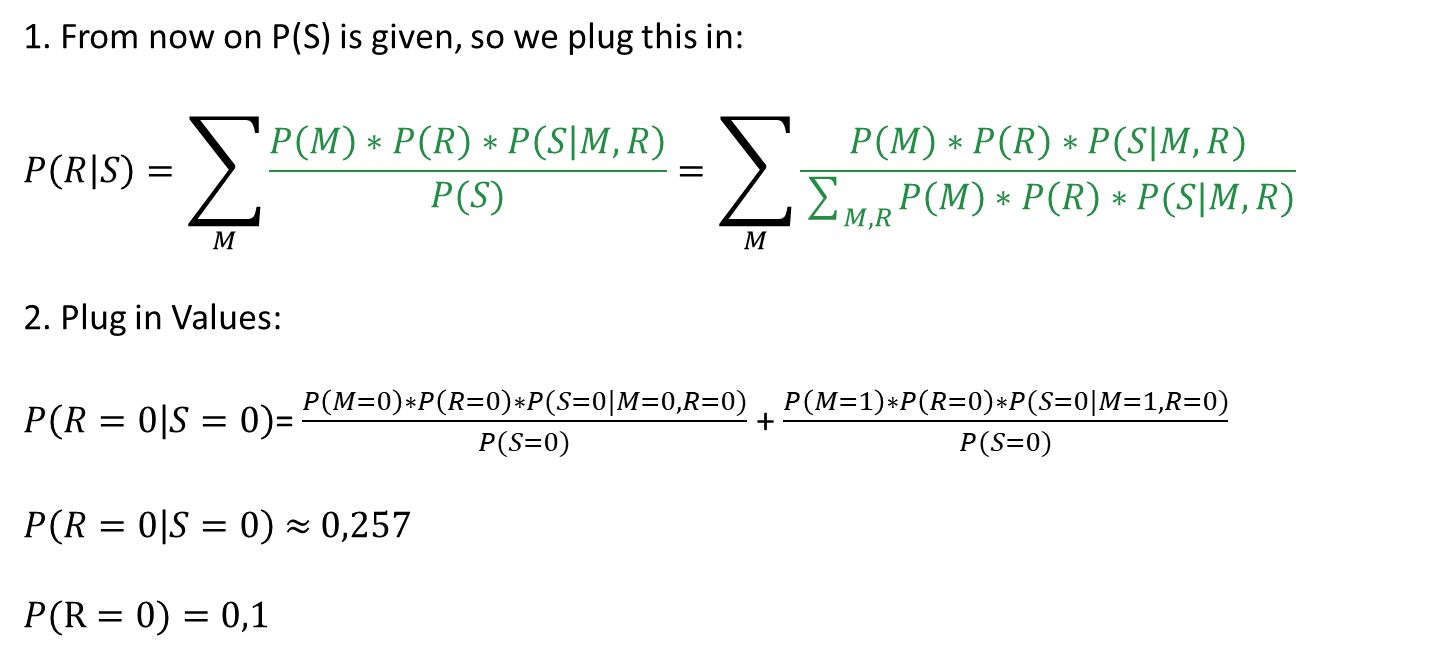 1. From now on P(S) is given, so we plug this in:
P(R|S) = ∑_M (P(M) ∗ P(R) ∗ P(S|M, R)) / P(S) = ∑_M (P(M) ∗ P(R) ∗ P(S|M, R)) / (∑_{M,R} P(M) ∗ P(R) ∗ P(S|M, R))
2. Plug in Values:
P(R = 0|S = 0)= (P(M=0)∗P(R=0)∗P(S=0|M=0,R=0)) / P(S=0) + (P(M=1)∗P(R=0)∗P(S=0|M=1,R=0)) / P(S=0)
P(R = 0|S = 0) ≈ 0,257
P(R = 0) = 0,1